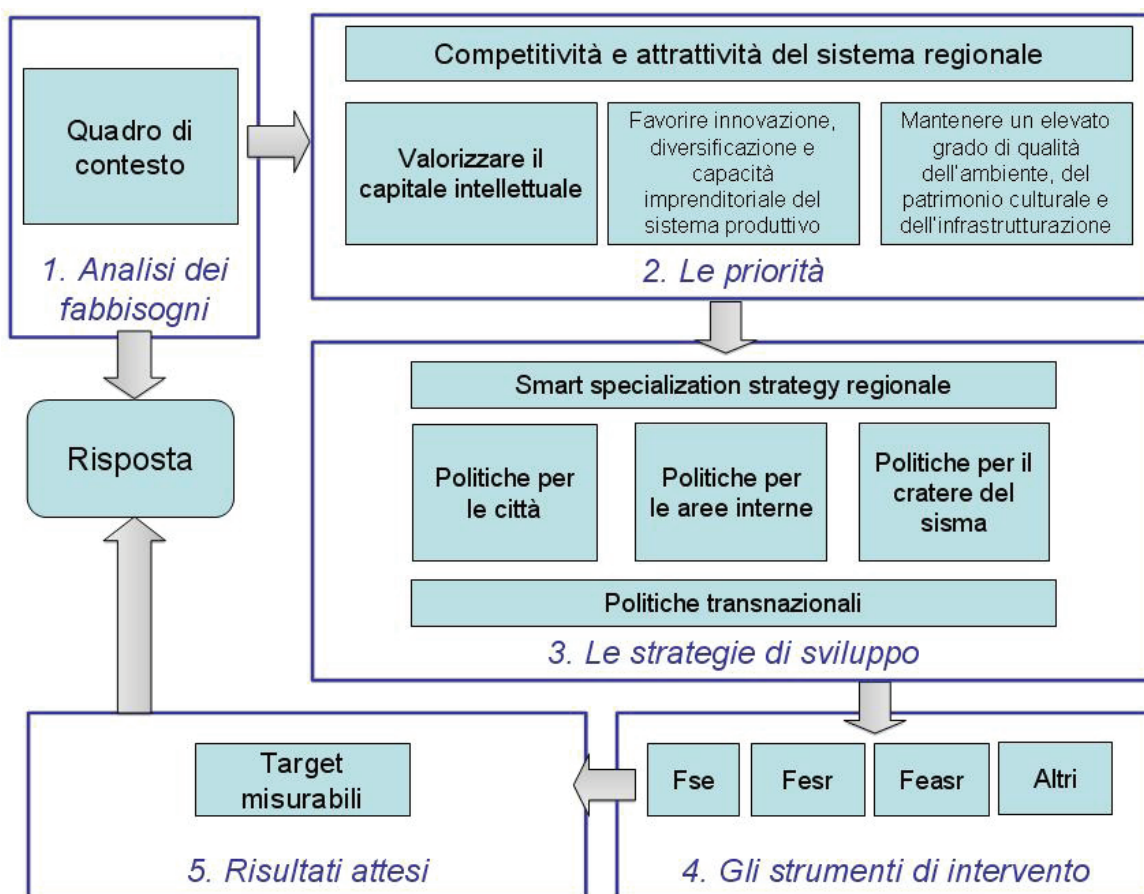 Quadro di
contesto
1. Analisi dei
fabbisogni
Competitività e attrattività del sistema regionale
Valorizzare il
capitale intellettuale
Favorire innovazione,
diversificazione e
capacità
imprenditoriale del
sistema produttivo
Mantenere un elevato
grado di qualità
dell'ambiente, del
patrimonio culturale e
dell'infrastrutturazione
2. Le priorità
Risposta
Smart specialization strategy regionale
Politiche per
le città
Politiche per
le aree interne
Politiche per il
cratere del
sisma
Politiche transnazionali
3. Le strategie di sviluppo
Fse
Fesr
Feasr
Altri
4. Gli strumenti di intervento
Target
misurabili
5. Risultati attesi